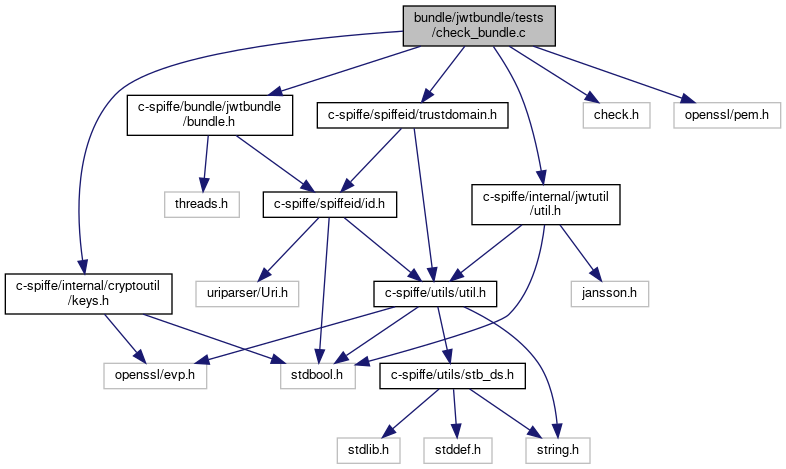 bundle/jwtbundle/tests
/check_bundle.c
c-spiffe/bundle/jwtbundle
/bundle.h
c-spiffe/spiffeid/trustdomain.h
check.h
openssl/pem.h
threads.h
c-spiffe/spiffeid/id.h
c-spiffe/internal/jwtutil
/util.h
c-spiffe/internal/cryptoutil
/keys.h
uriparser/Uri.h
c-spiffe/utils/util.h
jansson.h
openssl/evp.h
stdbool.h
c-spiffe/utils/stb_ds.h
stdlib.h
stddef.h
string.h